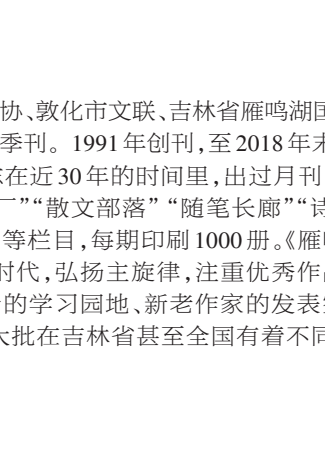 协、敦化市文联、吉林省雁鸣湖国
季刊。1991年创刊,至2018年末
在近30年的时间里,出过月刊
”“散文部落” “随笔长廊”“诗
等栏目,每期印刷1000册。《雁
时代,弘扬主旋律,注重优秀作
的学习园地、新老作家的发表
大批在吉林省甚至全国有着不同